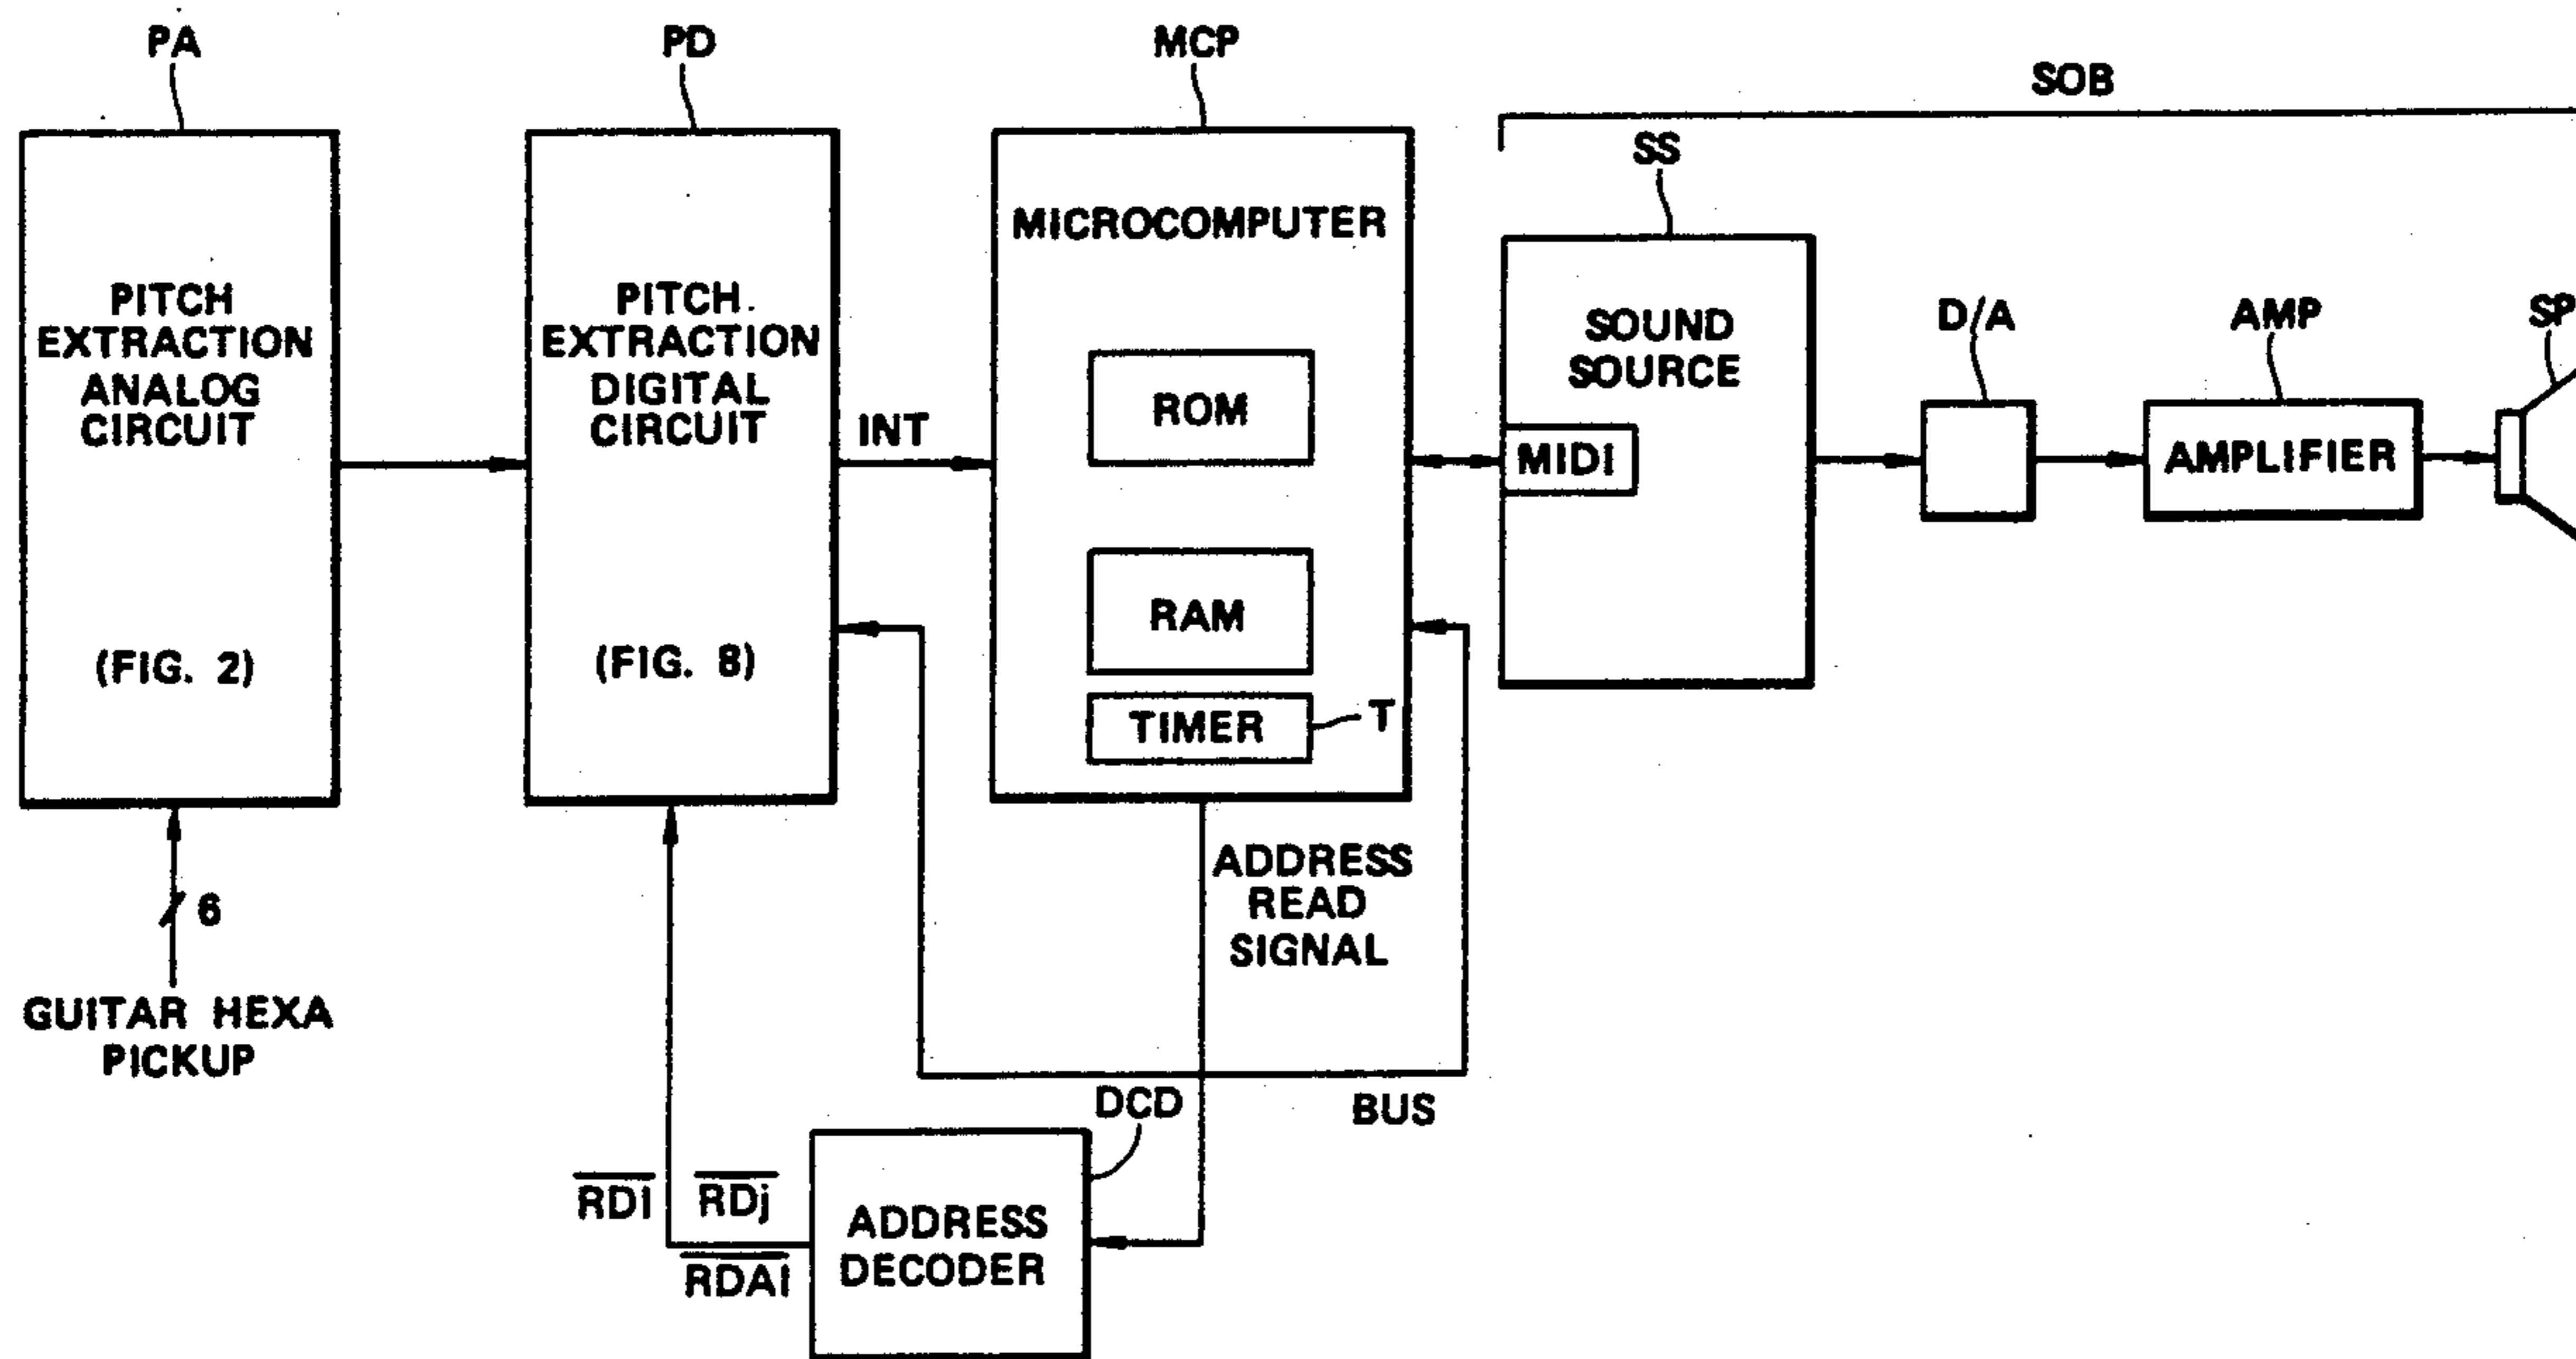 PA
PD
MCP
SOB
SS
PITCH
EXTRACTION
ANALOG
CIRCUIT
(FIG. 2)
PITCH
EXTRACTION
DIGITAL
CIRCUIT
(FIG. 8)
INT
MICROCOMPUTER
ROM
RAM
TIMER
T
SOUND
SOURCE
MIDI
D/A
AMP
AMPLIFIER
SP
6
GUITAR HEXA
PICKUP
ADDRESS
READ
SIGNAL
BUS
DCD
ADDRESS
DECODER
RDi
RDj
RDAi